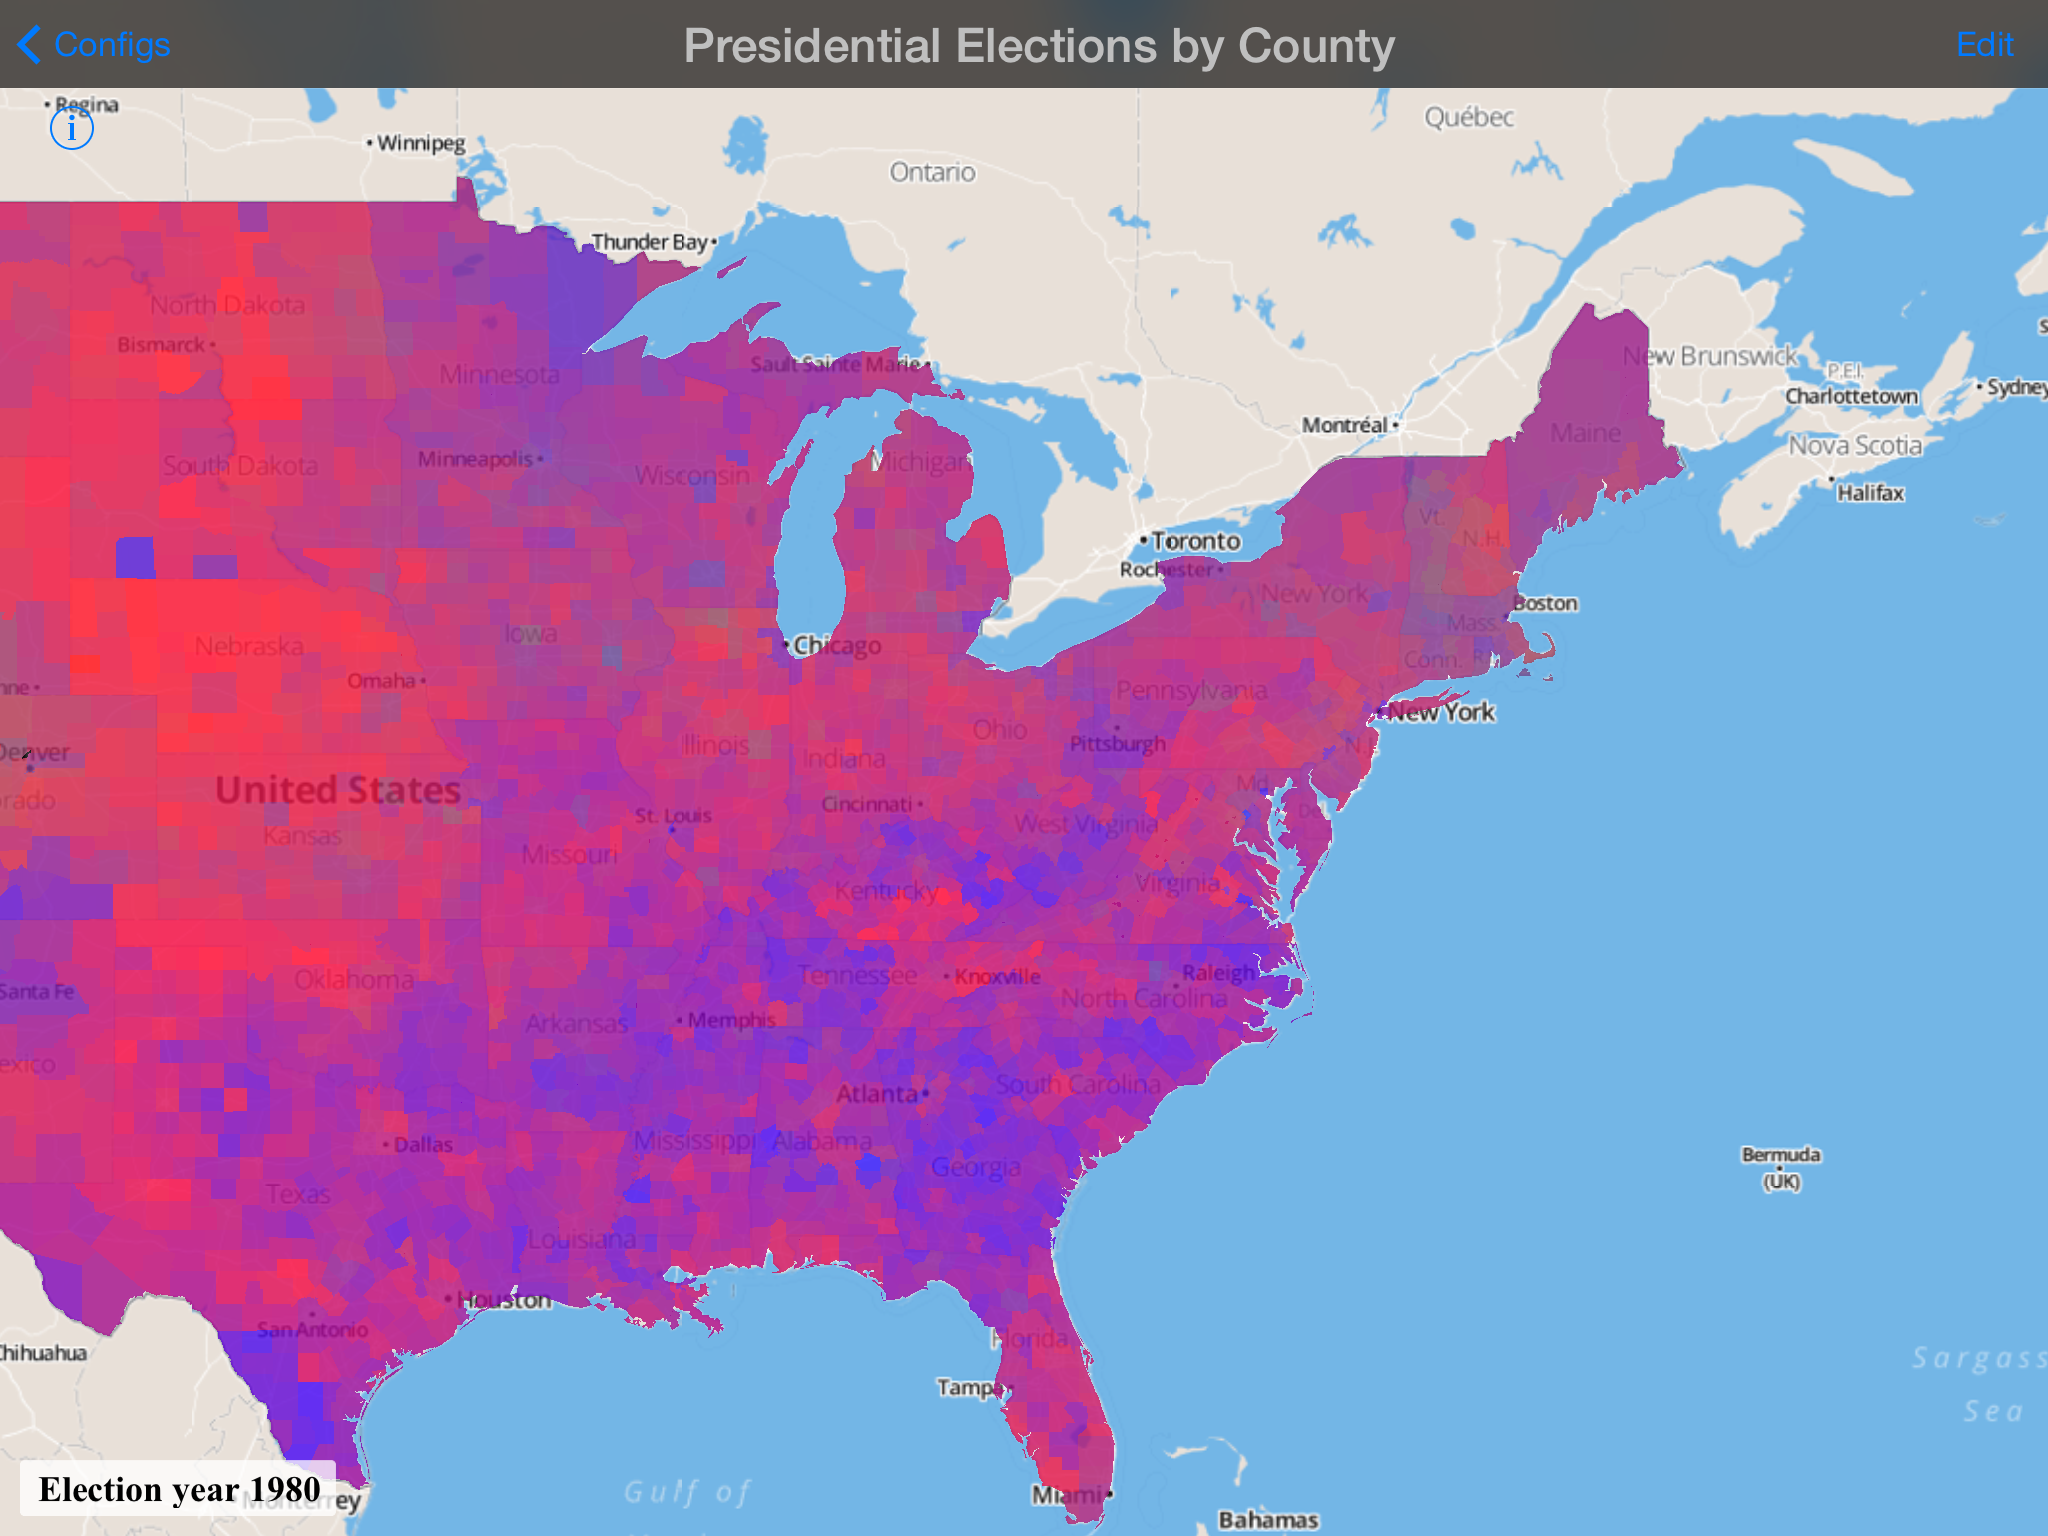 Configs
Presidential Elections by County
Edit
Regina
i
Winnipeg
Québec
Ontario
Thunder Bay
North Dakota
Bismarck
Minnesota
Sault Sainte Marie
New Brunswick
P.E.I.
Charlottetown
Sydney
Montréal
Maine
Nova Scotia
South Dakota
Minneapolis
Wisconsin
Michigan
Halifax
Vt.
N.H.
Toronto
Rochester
New York
Boston
Mass.
Nebraska
Iowa
Chicago
Conn.
R.I.
Omaha
Pennsylvania
New York
Ohio
Pittsburgh
N.J.
Denver
Illinois
Indiana
United States
Md.
Kansas
St. Louis
Cincinnati
West Virginia
De
Missouri
Kentucky
Virginia
Oklahoma
Tennessee
Knoxville
Raleigh
Santa Fe
North Carolina
Arkansas
Memphis
exico
Atlanta
South Carolina
Dallas
Mississippi
Alabama
Georgia
Bermuda
(UK)
Texas
Louisiana
Houston
San Antonio
Florida
Chihuahua
Sargass
Tampa
Sea
Election year 1980
Monterrey
Gulf of
Miami
Bahamas